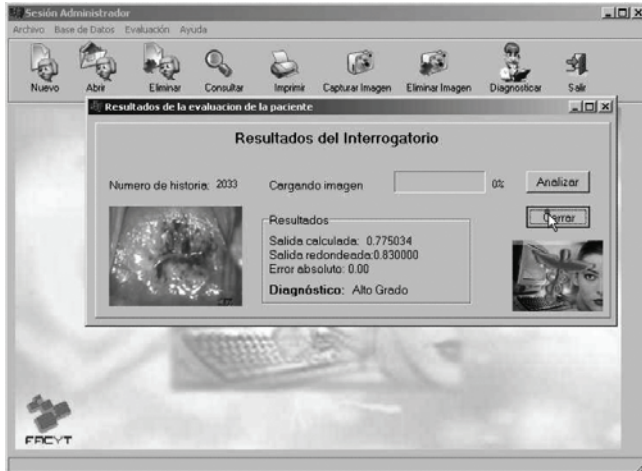 Sesión Administrador
Archivo Base de Datos Evaluación Ayuda
Nuevo Abrir Eliminar Consultar Imprimir Capturar Imagen Eliminar Imagen Diagnosticar Salir
Resultados de la evaluacion de la paciente
Resultados del Interrogatorio
Numero de historia: 2033 Cargando imagen 0% Analizar
Cerrar
Resultados
Salida calculada: 0.775034
Salida redondeada:0.830000
Error absoluto: 0.00
Diagnóstico: Alto Grado
FACYT